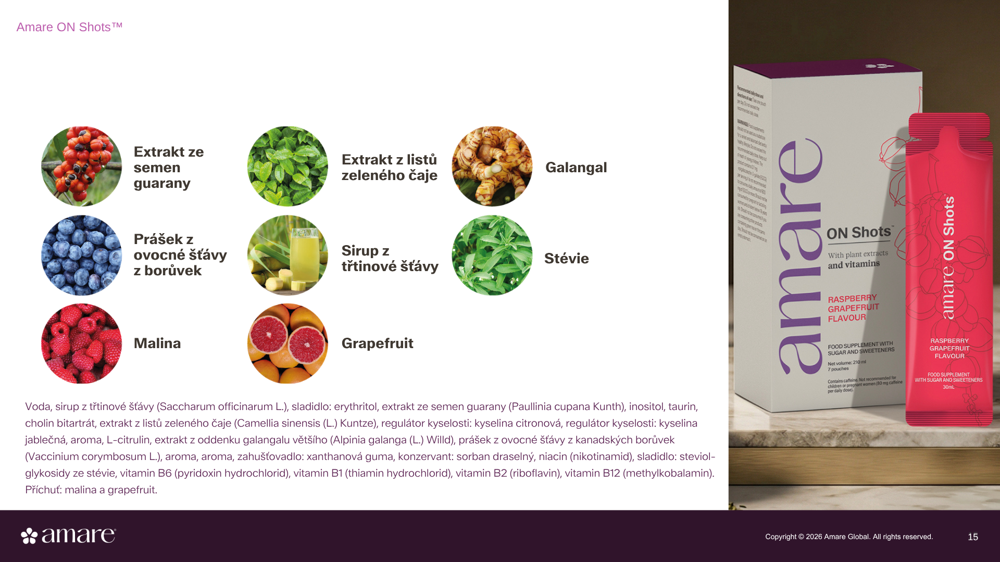 Amare ON Shots™
Extrakt ze
semen
guarany
Extrakt z listů
zeleného čaje
Galangal
Prášek z
ovocné šťávy
z borůvek
Sirup z
třtinové šťávy
Stévie
Malina
Grapefruit
Voda, sirup z třtinové šťávy (Saccharum officinarum L.), sladidlo: erythritol, extrakt ze semen guarany (Paullinia cupana Kunth), inositol, taurin,
cholin bitartrát, extrakt z listů zeleného čaje (Camellia sinensis (L.) Kuntze), regulátor kyselosti: kyselina citronová, regulátor kyselosti: kyselina
jablečná, aroma, L-citrulin, extrakt z oddenku galangalu většího (Alpinia galanga (L.) Willd), prášek z ovocné šťávy z kanadských borůvek
(Vaccinium corymbosum L.), aroma, aroma, zahušťovadlo: xanthanová guma, konzervant: sorban draselný, niacin (nikotinamid), sladidlo: steviol-
glykosidy ze stévie, vitamin B6 (pyridoxin hydrochlorid), vitamin B1 (thiamin hydrochlorid), vitamin B2 (riboflavin), vitamin B12 (methylkobalamin).
Příchuť: malina a grapefruit.
amare
ON Shots™
With plant extracts
and vitamins
RASPBERRY
GRAPEFRUIT
FLAVOUR
FOOD SUPPLEMENT WITH
SUGAR AND SWEETENERS
Net volume: 210 ml
7 pouches
Contains caffeine. Not recommended for
children or pregnant women (80 mg caffeine
per daily dose).
amare ON Shots
RASPBERRY
GRAPEFRUIT
FLAVOUR
FOOD SUPPLEMENT
WITH SUGAR AND SWEETENERS
30mL
amare
Copyright © 2026 Amare Global. All rights reserved.
15